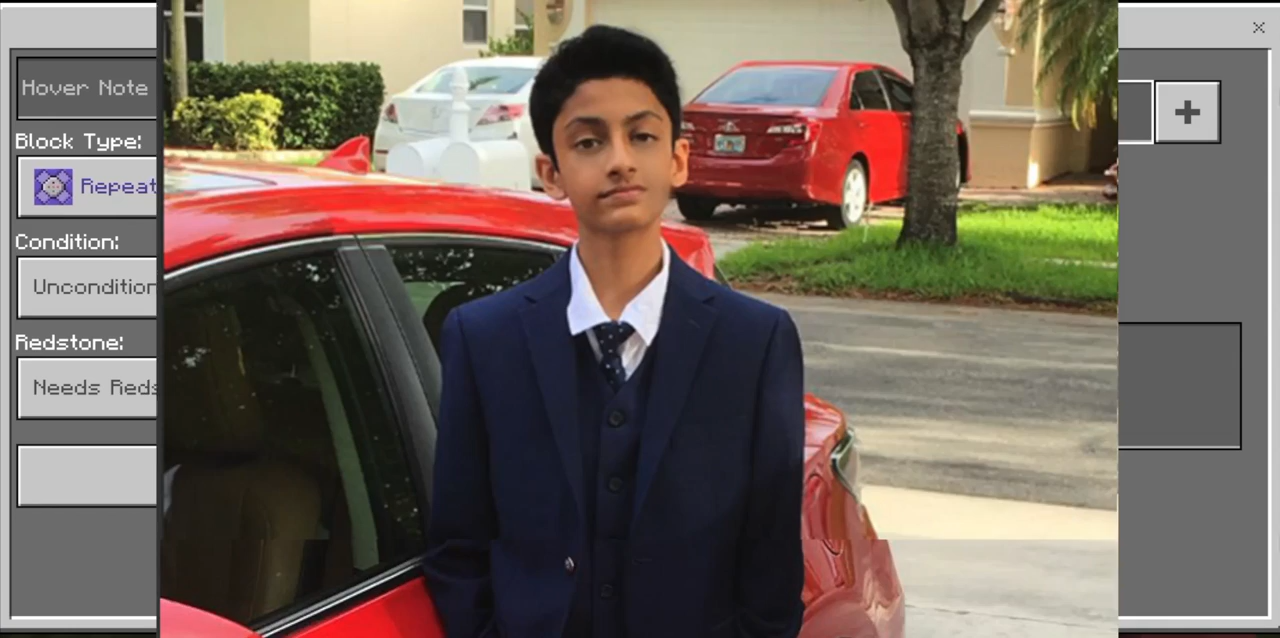 Hover Note
Block Type:
Repeat
Condition:
Uncondition
Redstone:
Needs Reds